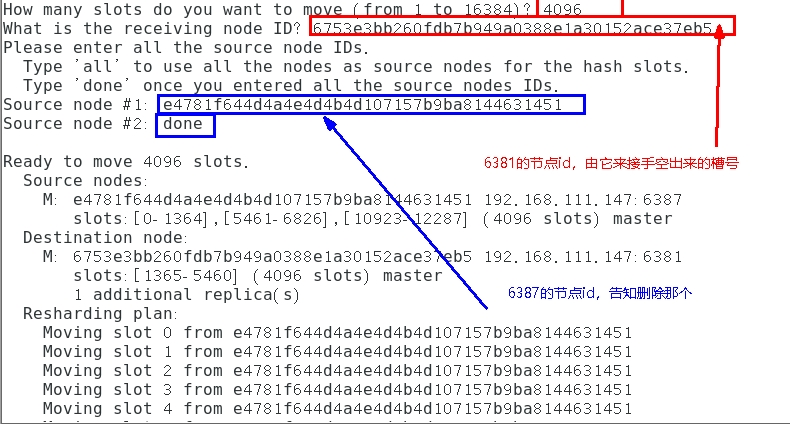 How many slots do you want to move (from 1 to 16384)? 4096
What is the receiving node ID? 6753e3bb260fdb7b949a0388e1a30152ace37eb5
Please enter all the source node IDs.
Type 'all' to use all the nodes as source nodes for the hash slots.
Type 'done' once you entered all the source nodes IDs.
Source node #1: e4781f644d4a4e4d4b4d107157b9ba8144631451
Source node #2: done
6381的节点id，由它来接手空出来的槽号
Ready to move 4096 slots.
Source nodes:
M: e4781f644d4a4e4d4b4d107157b9ba8144631451 192.168.111.147:6387
slots:[0-1364],[5461-6826],[10923-12287] (4096 slots) master
Destination node:
M: 6753e3bb260fdb7b949a0388e1a30152ace37eb5 192.168.111.147:6381
slots:[1365-5460] (4096 slots) master
1 additional replica(s)
6387的节点id，告知删除那个
Resharding plan:
Moving slot 0 from e4781f644d4a4e4d4b4d107157b9ba8144631451
Moving slot 1 from e4781f644d4a4e4d4b4d107157b9ba8144631451
Moving slot 2 from e4781f644d4a4e4d4b4d107157b9ba8144631451
Moving slot 3 from e4781f644d4a4e4d4b4d107157b9ba8144631451
Moving slot 4 from e4781f644d4a4e4d4b4d107157b9ba8144631451